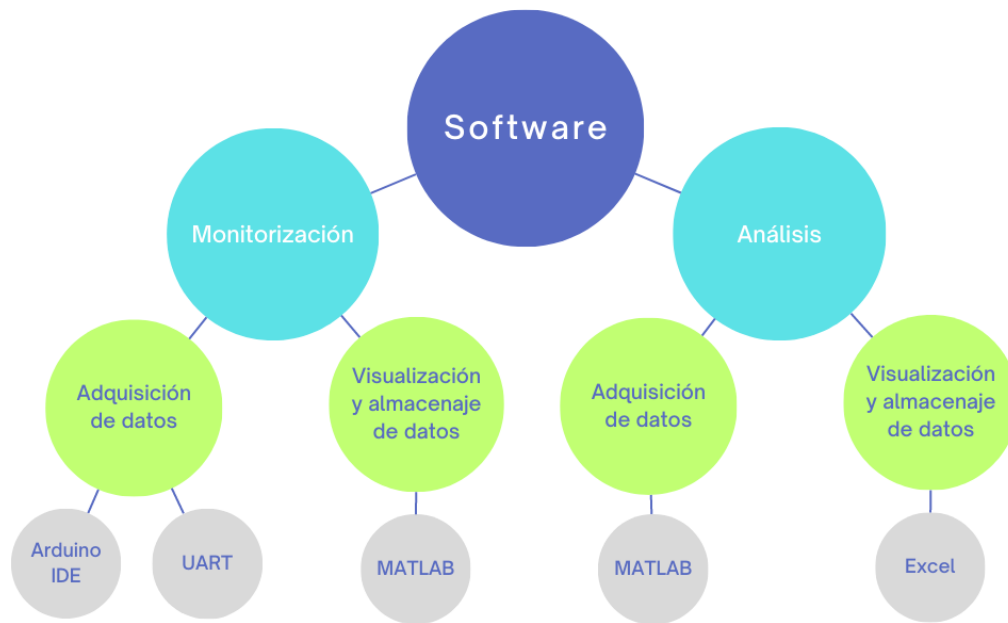 Software
Monitorización
Análisis
Adquisición
de datos
Visualización
y almacenaje
de datos
Adquisición
de datos
Visualización
y almacenaje
de datos
Arduino
IDE
UART
MATLAB
MATLAB
Excel